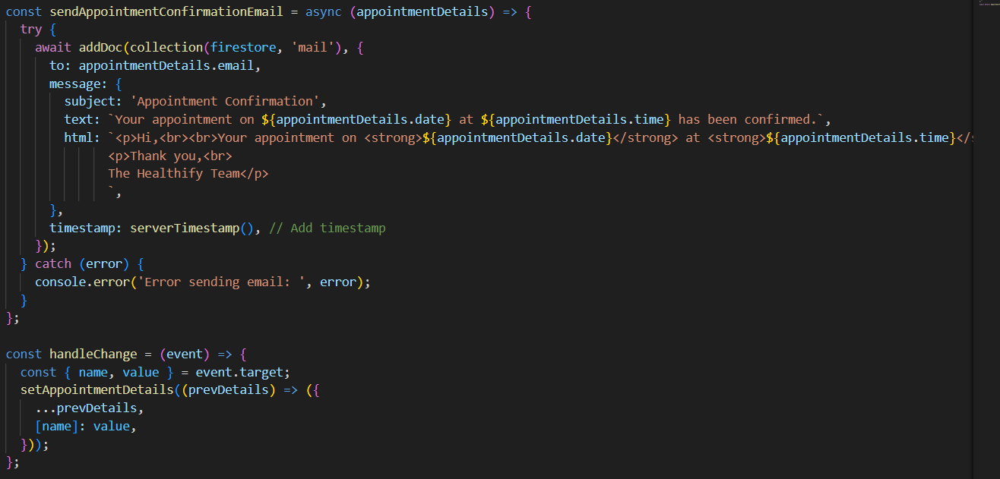 const sendAppointmentConfirmationEmail = async (appointmentDetails) => {
  try {
    await addDoc(collection(firestore, 'mail'), {
      to: appointmentDetails.email,
      message: {
        subject: 'Appointment Confirmation',
        text: `Your appointment on ${appointmentDetails.date} at ${appointmentDetails.time} has been confirmed.`,
        html: `<p>Hi,<br><br>Your appointment on <strong>${appointmentDetails.date}</strong> at <strong>${appointmentDetails.time}</
              <p>Thank you,<br>
              The Healthify Team</p>
              `,
      },
      timestamp: serverTimestamp(), // Add timestamp
    });
  } catch (error) {
    console.error('Error sending email: ', error);
  }
};

const handleChange = (event) => {
  const { name, value } = event.target;
  setAppointmentDetails((prevDetails) => ({
    ...prevDetails,
    [name]: value,
  }));
};